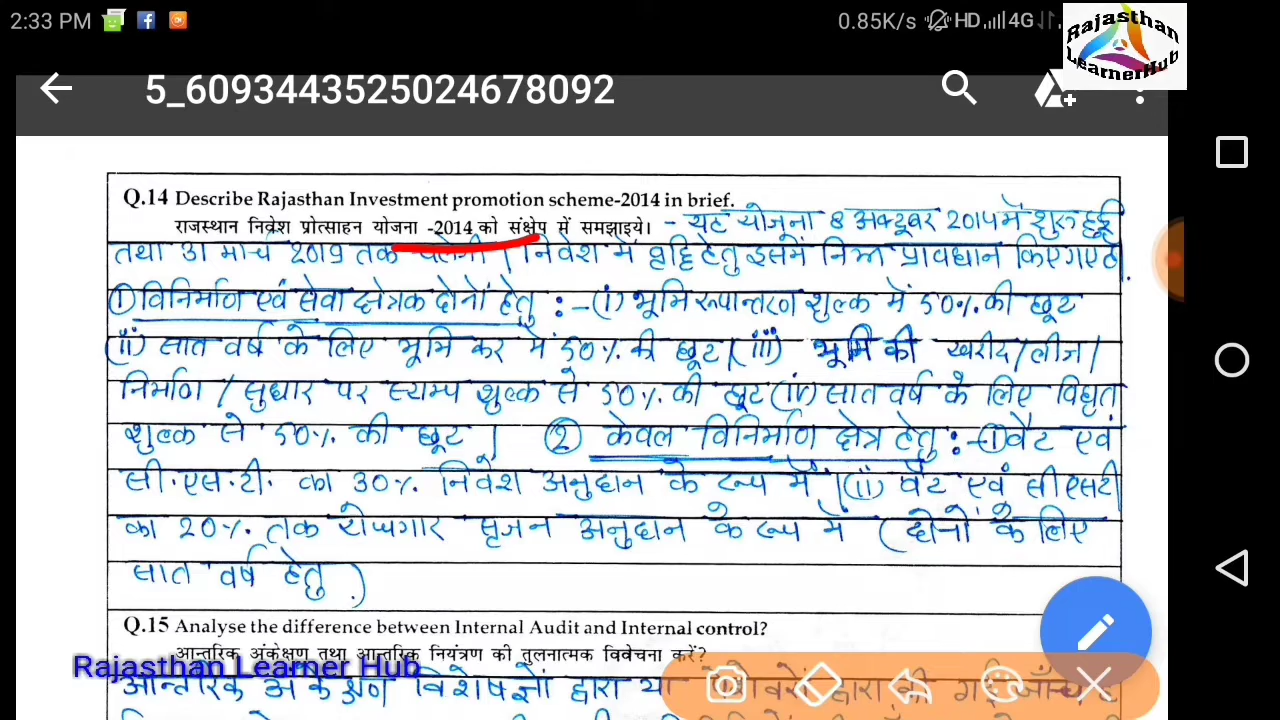 2:33 PM 0.85K/s HD 4G
Rajasthan
LearnerHub
5_6093443525024678092
Q.14 Describe Rajasthan Investment promotion scheme-2014 in brief.
राजस्थान निवेश प्रोत्साहन योजना -2014 को संक्षेप में समझाइये। - यह योजना 8 अक्टूबर 2014 में शुरु हुई
तथा 31 मार्च 2019 तक चलेगी। निवेश में वृद्धि हेतु इसमें निम्न प्रावधान किए गए है.
① विनिर्माण एवं सेवा क्षेत्रक दोनों हेतु :- (i) भूमि रूपान्तरण शुल्क में 50% की छूट
(ii) सात वर्ष के लिए भूमि कर में 50% की छूट (iii) भूमि की खरीद/लीज/
निर्माण / सुधार पर स्टाम्प शुल्क से 50% की छूट (iv) सात वर्ष के लिए विद्युत
शुल्क से 50% की छूट। ② केवल विनिर्माण क्षेत्र हेतु :- ① वैट एवं
सी.एस.टी. का 30% निवेश अनुदान के रूप में। (ii) वैट एवं सीएसटी
का 20% तक रोजगार सृजन अनुदान के रूप में (दोनों के लिए
सात वर्ष हेतु)
Q.15 Analyse the difference between Internal Audit and Internal control?
आन्तरिक अंकेक्षण तथा आन्तरिक नियंत्रण की तुलनात्मक विवेचना करें?
Rajasthan Learner Hub
आन्तरिक अंकेक्षण विशेषज्ञों द्वारा या